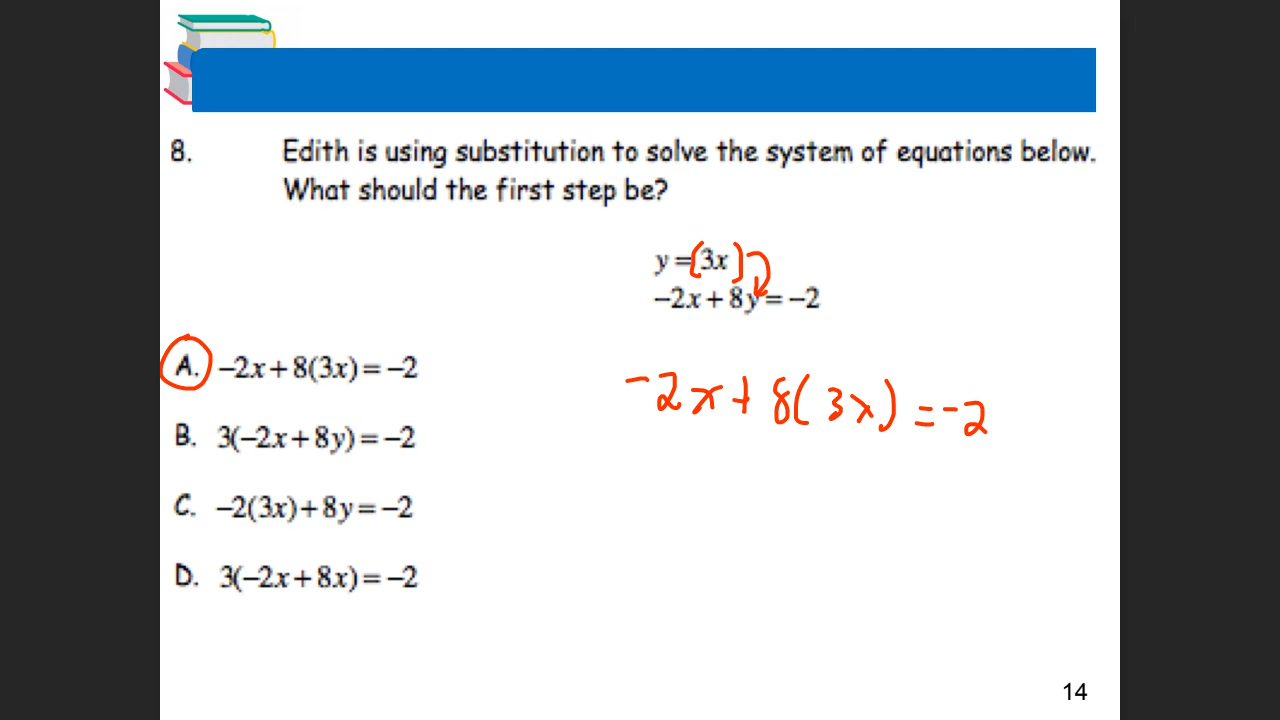 8. Edith is using substitution to solve the system of equations below.
What should the first step be?
y = [3x]
−2x + 8y = −2
A. −2x + 8(3x) = −2
-2x + 8(3x) = -2
B. 3(−2x + 8y) = −2
C. −2(3x) + 8y = −2
D. 3(−2x + 8x) = −2
14